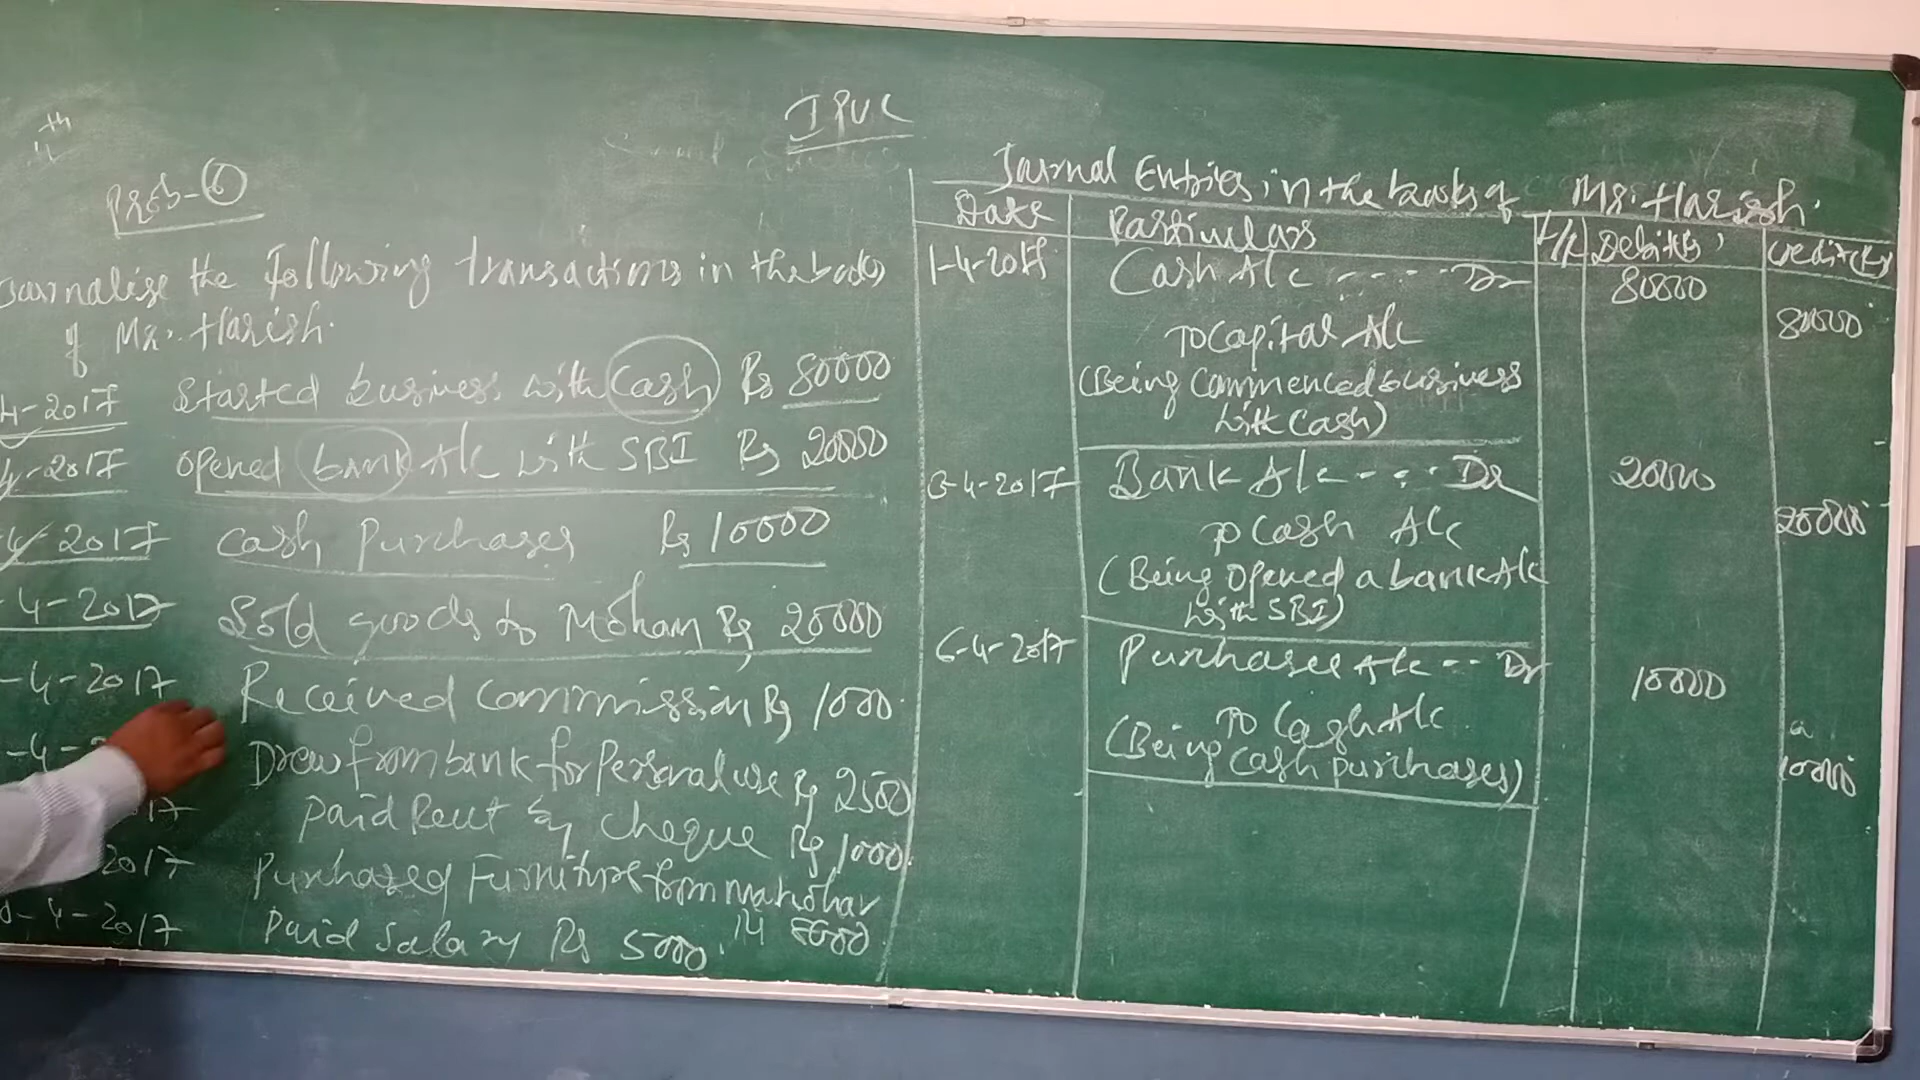 I PUC
Prob-6
Journalise the following transactions in the books
of Mr. Harish.
4-2017 Started business with Cash Rs 80000
4-2017 opened bank A/c with SBI Rs 20000
4-2017 Cash Purchases Rs 10000
-4-2017 Sold goods to Mohan Rs 20000
-4-2017 Received Commission Rs 1000.
-4- Drew from bank for Personal use Rs 2500
17 Paid Rent by Cheque Rs 1000.
2017 Purchased Furniture from Manohar
Rs 8000.
0-4-2017 Paid Salary Rs 5000.
Journal Entries in the books of Mr. Harish.
Date Particulars L/F Debit(₹) Credit(₹)
1-4-2017 Cash A/c ---- Dr 80000
To Capital A/c 80000
(Being Commenced business
with Cash)
3-4-2017 Bank A/c --- Dr 20000
To Cash A/c 20000
(Being Opened a bank A/c
with SBI)
6-4-2017 Purchases A/c -- Dr 10000
To Cash A/c 10000
(Being Cash purchases)